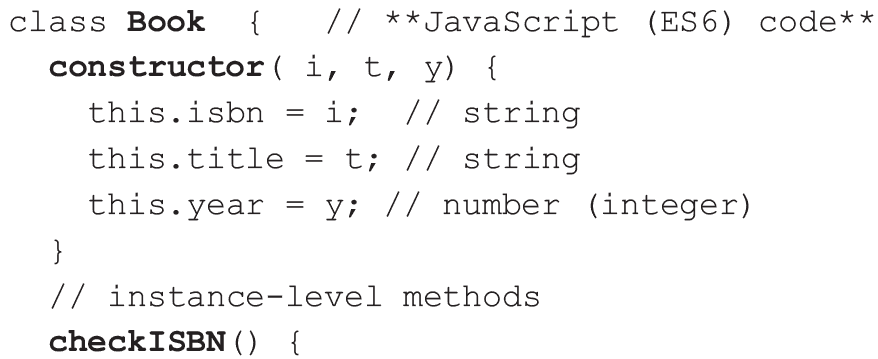 class Book { // **JavaScript (ES6) code**
constructor( i, t, y) {
this.isbn = i; // string
this.title = t; // string
this.year = y; // number (integer)
}
// instance-level methods
checkISBN() {